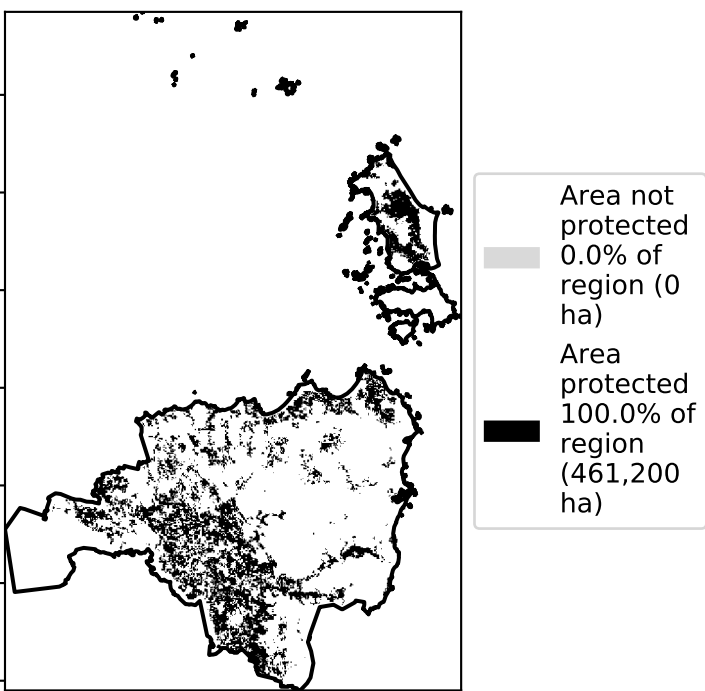 Area not
protected
0.0% of
region (0
ha)
Area
protected
100.0% of
region
(461,200
ha)